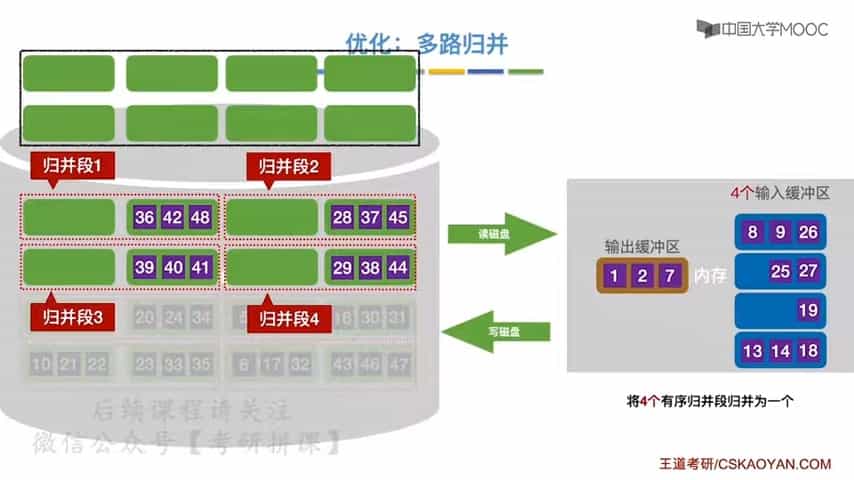 中国大学MOOC
优化：多路归并
归并段1
归并段2
36 42 48
28 37 45
39 40 41
29 38 44
归并段3
归并段4
20 24 34
30 31
10 21 22
23 33 35
6 17 32
43 46 47
读磁盘
写磁盘
4个输入缓冲区
输出缓冲区
内存
1 2 7
8 9 26
25 27
19
13 14 18
将4个有序归并段归并为一个
后续课程请关注
微信公众号【考研拼课】
王道考研/CSKAOYAN.COM